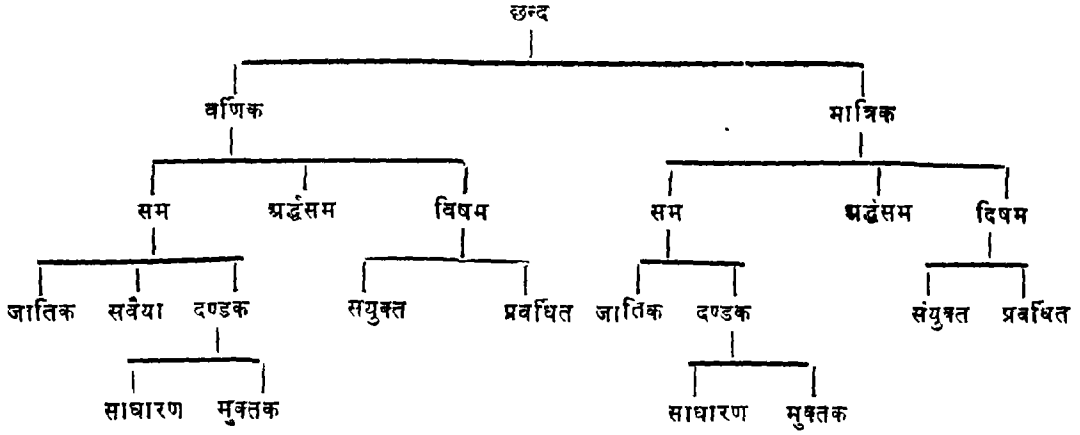 छन्द
वर्णिक मात्रिक
सम अर्द्धसम विषम सम अर्द्धसम दिषम
जातिक सवैया दण्डक सयुक्त प्रवर्धित जातिक दण्डक संयुक्त प्रवर्धित
साधारण मुक्तक साधारण मुक्तक